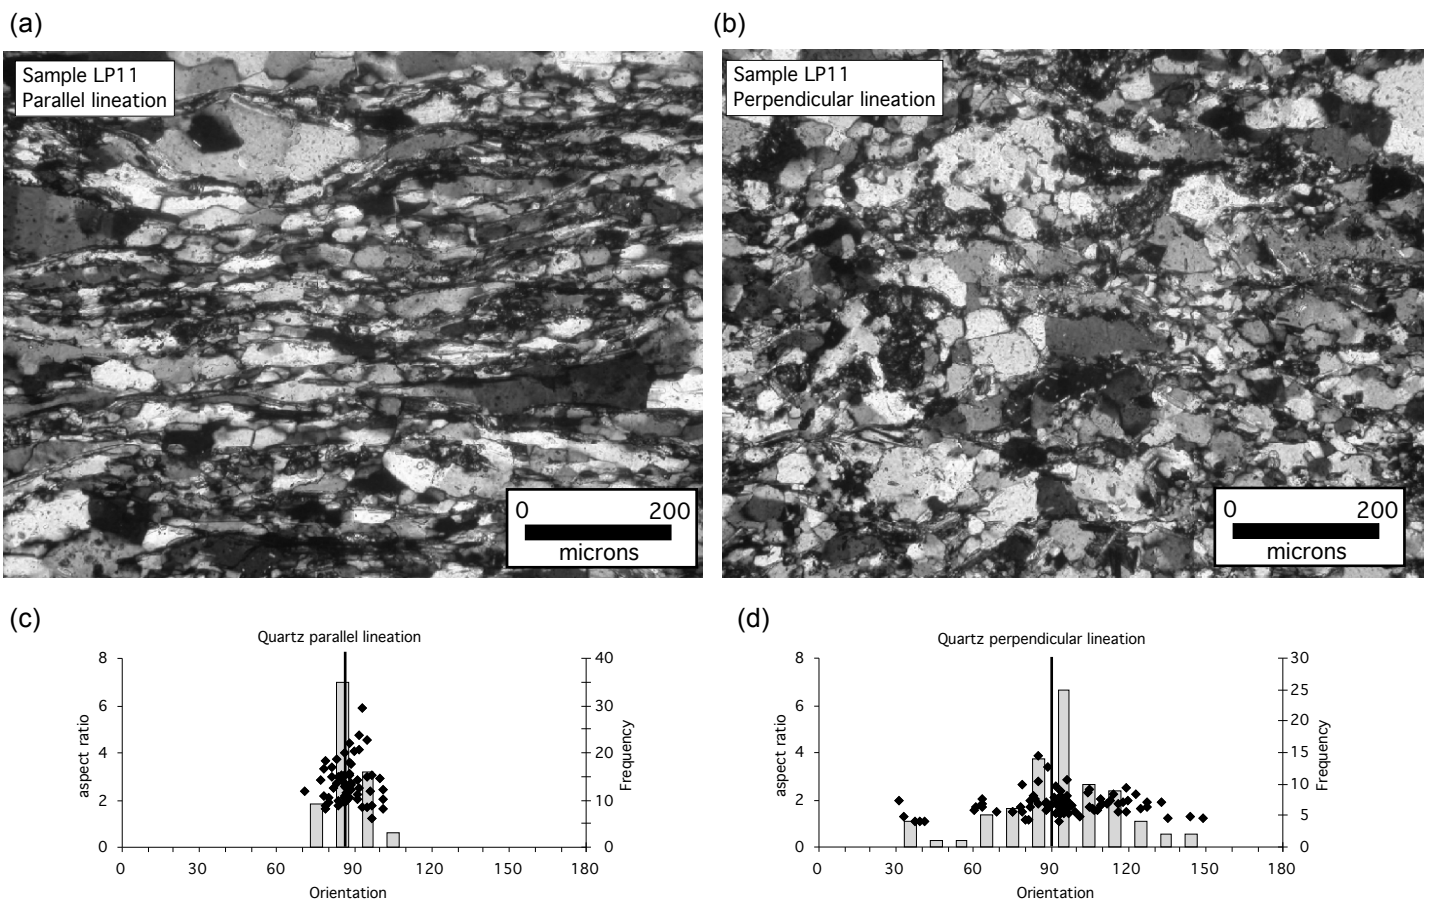 (a)
(b)
Sample LP11
Parallel lineation
Sample LP11
Perpendicular lineation
0 200
microns
0 200
microns
(c)
(d)
Quartz parallel lineation
Quartz perpendicular lineation
8
6
4
2
0
aspect ratio
40
30
20
10
0
Frequency
0 30 60 90 120 150 180
Orientation
8
6
4
2
0
aspect ratio
30
25
20
15
10
5
0
Frequency
0 30 60 90 120 150 180
Orientation